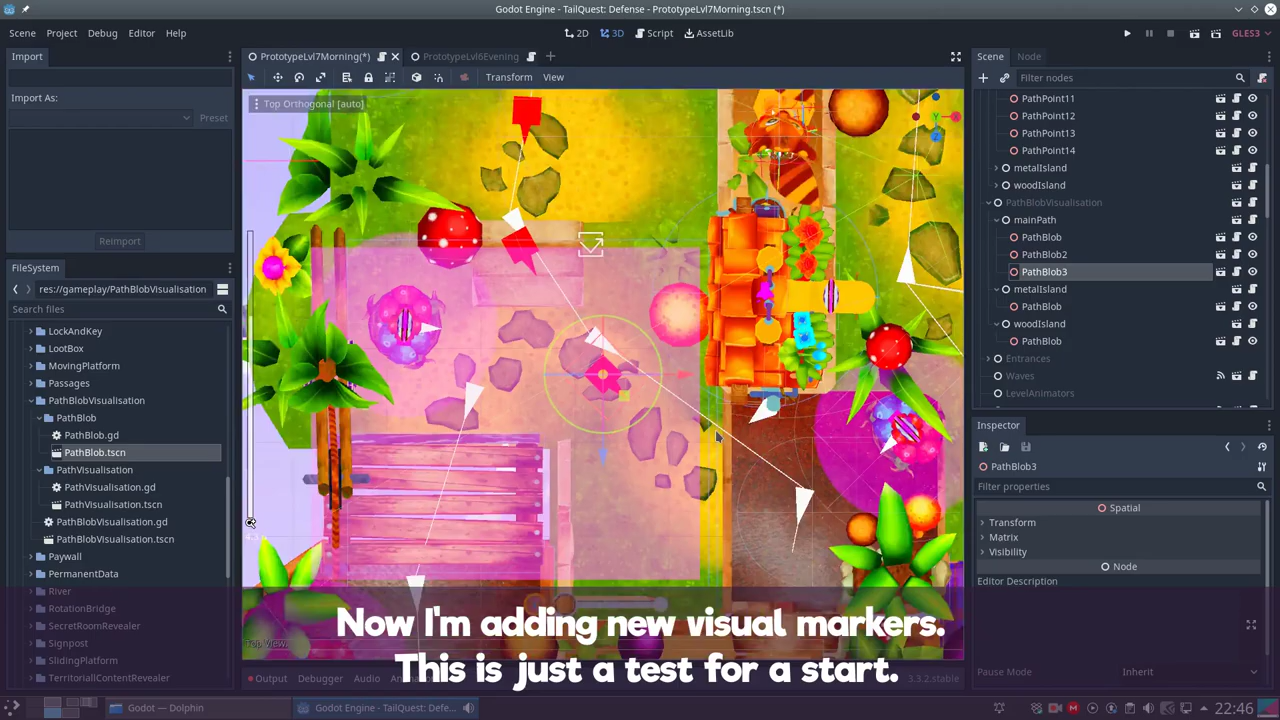 Godot Engine - TailQuest: Defense - PrototypeLvl7Morning.tscn (*)
Scene Project Debug Editor Help
2D 3D Script AssetLib
GLES3
Import
Import As:
Preset
Reimport
FileSystem
res://gameplay/PathBlobVisualisation
Search files
LockAndKey
LootBox
MovingPlatform
Passages
PathBlobVisualisation
PathBlob
PathBlob.gd
PathBlob.tscn
PathVisualisation
PathVisualisation.gd
PathVisualisation.tscn
PathBlobVisualisation.gd
PathBlobVisualisation.tscn
Paywall
PermanentData
River
RotationBridge
SecretRoomRevealer
Signpost
SlidingPlatform
TerritorialContentRevealer
PrototypeLvl7Morning(*)
PrototypeLvl6Evening
Transform View
Top Orthogonal [auto]
Top View.
Now I'm adding new visual markers.
This is just a test for a start.
Output Debugger Audio
3.3.2.stable
Scene Node
Filter nodes
PathPoint11
PathPoint12
PathPoint13
PathPoint14
metalIsland
woodIsland
PathBlobVisualisation
mainPath
PathBlob
PathBlob2
PathBlob3
metalIsland
PathBlob
woodIsland
PathBlob
Entrances
Waves
LevelAnimators
Inspector
PathBlob3
Filter properties
Spatial
Transform
Matrix
Visibility
Node
Editor Description
Pause Mode Inherit
Godot — Dolphin
Godot Engine - TailQuest: Defe...
22:46